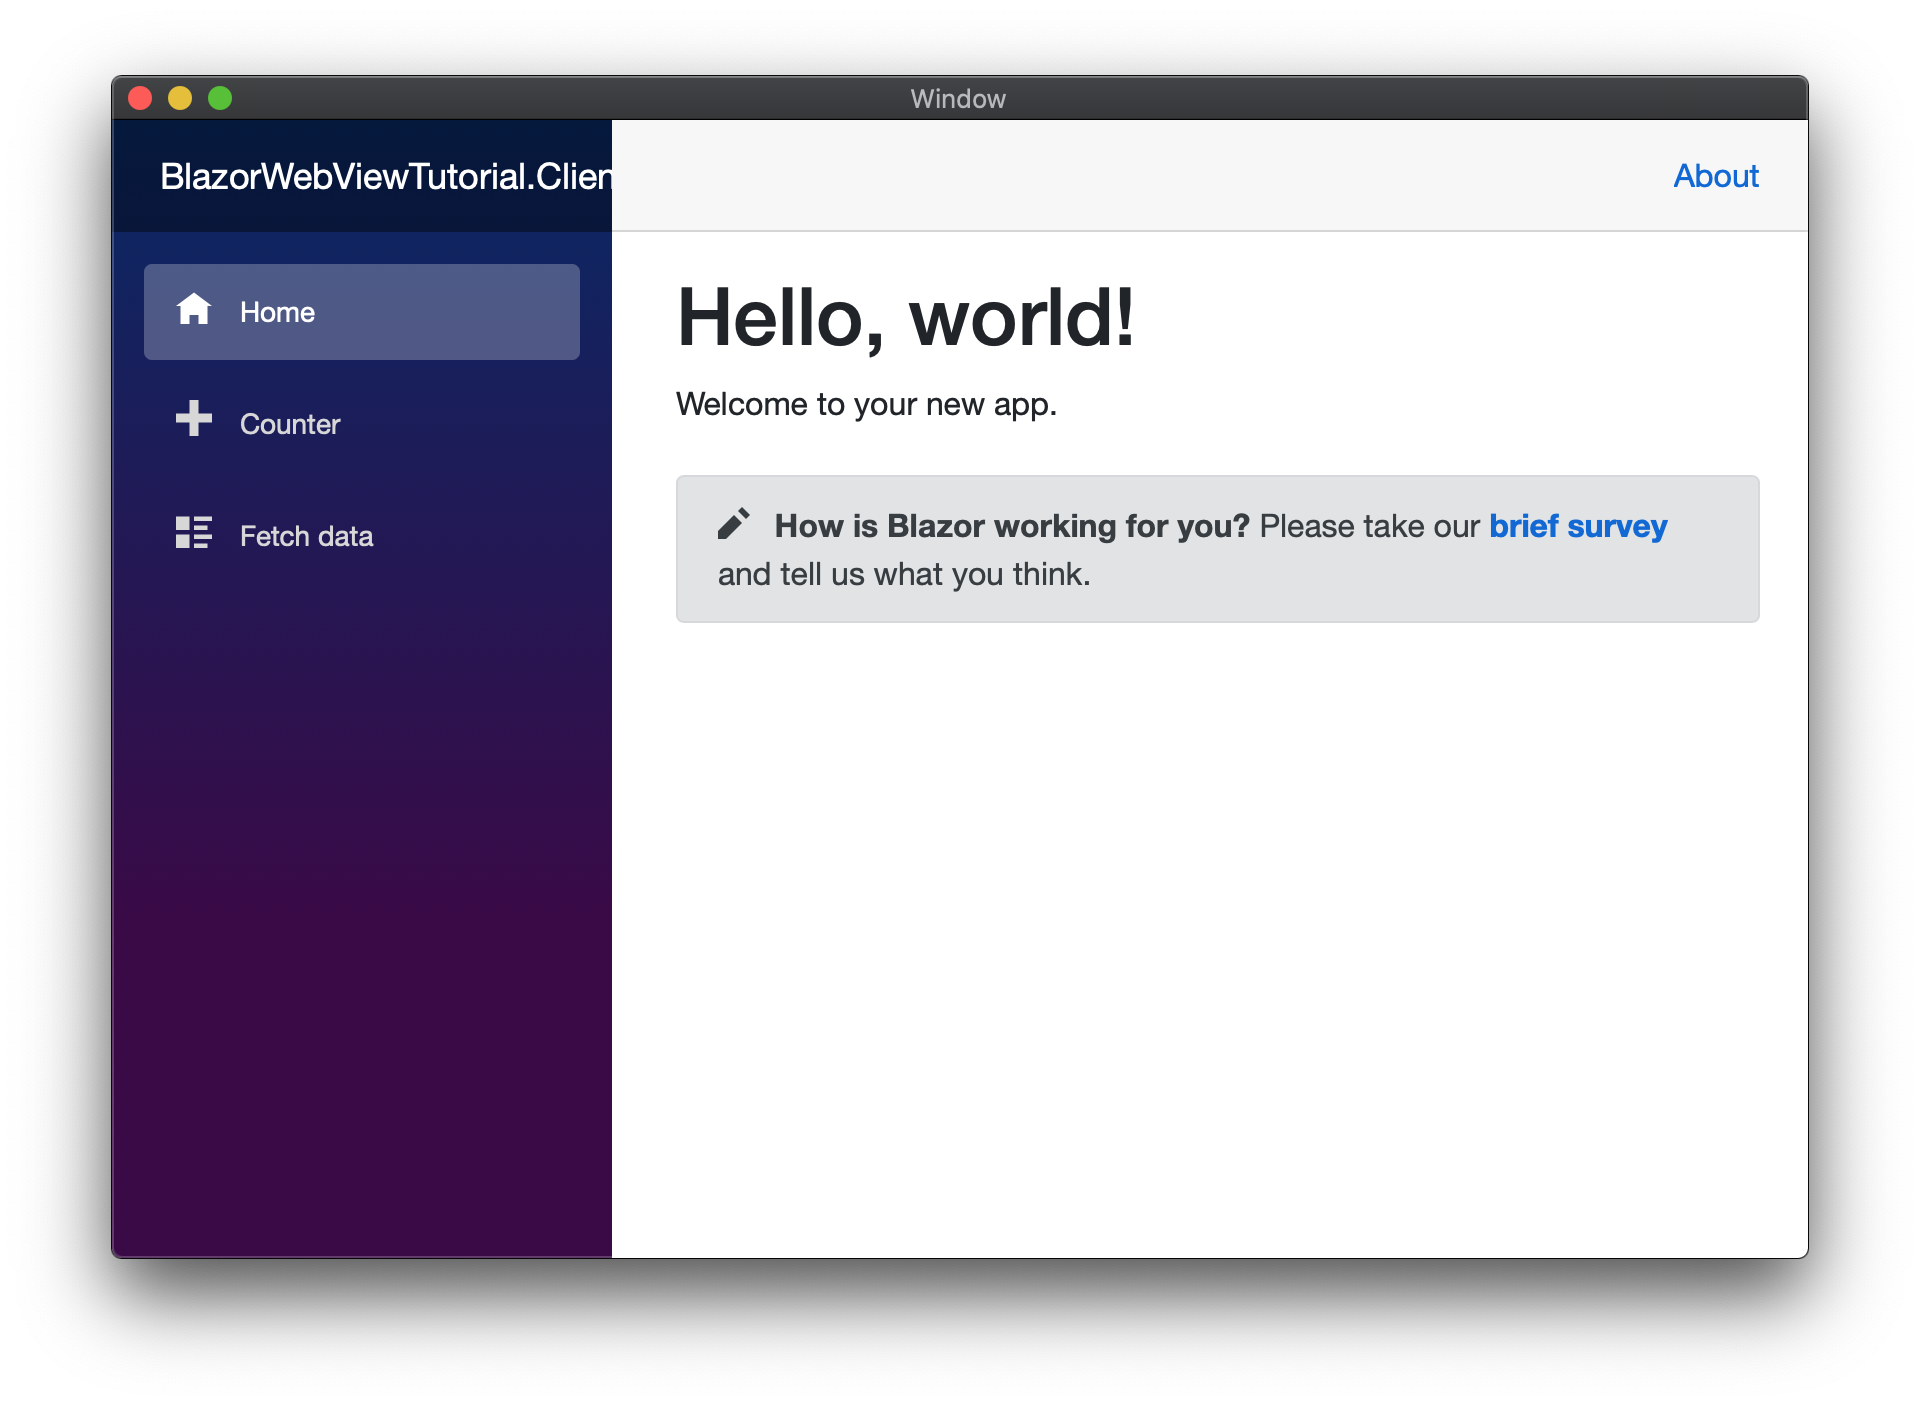 Window
BlazorWebViewTutorial.Clien
About
Home
Counter
Fetch data
Hello, world!
Welcome to your new app.
How is Blazor working for you? Please take our brief survey
and tell us what you think.